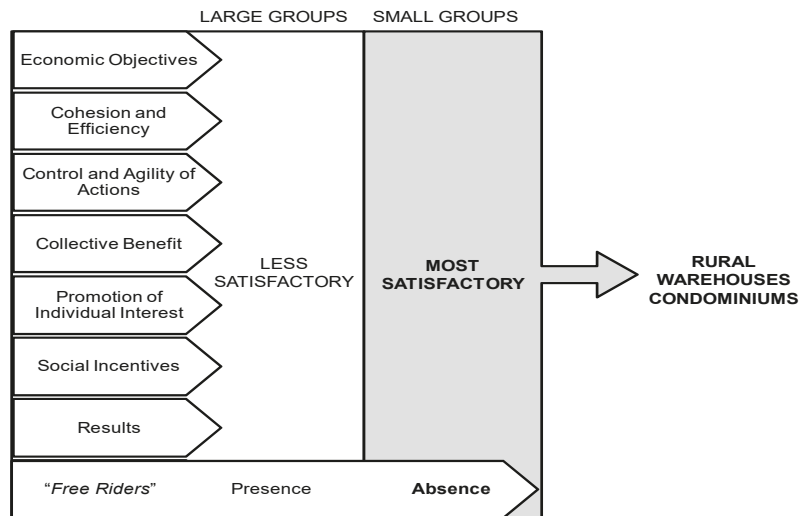 LARGE GROUPS SMALL GROUPS
Economic Objectives
Cohesion and
Efficiency
Control and Agility of
Actions
Collective Benefit
Promotion of
Individual Interest
Social Incentives
Results
LESS
SATISFACTORY
MOST
SATISFACTORY
RURAL
WAREHOUSES
CONDOMINIUMS
"Free Riders" Presence Absence